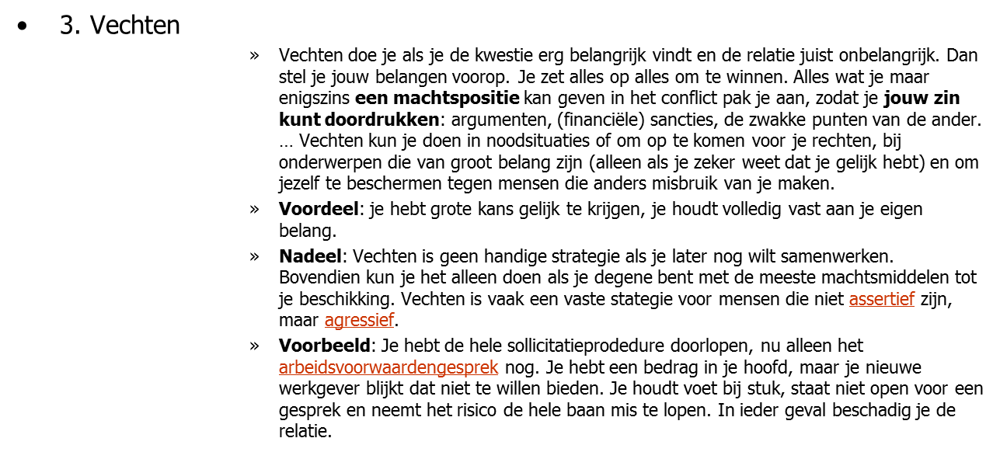 • 3. Vechten
» Vechten doe je als je de kwestie erg belangrijk vindt en de relatie juist onbelangrijk. Dan
stel je jouw belangen voorop. Je zet alles op alles om te winnen. Alles wat je maar
enigszins een machtspositie kan geven in het conflict pak je aan, zodat je jouw zin
kunt doordrukken: argumenten, (financiële) sancties, de zwakke punten van de ander.
… Vechten kun je doen in noodsituaties of om op te komen voor je rechten, bij
onderwerpen die van groot belang zijn (alleen als je zeker weet dat je gelijk hebt) en om
jezelf te beschermen tegen mensen die anders misbruik van je maken.
» Voordeel: je hebt grote kans gelijk te krijgen, je houdt volledig vast aan je eigen
belang.
» Nadeel: Vechten is geen handige strategie als je later nog wilt samenwerken.
Bovendien kun je het alleen doen als je degene bent met de meeste machtsmiddelen tot
je beschikking. Vechten is vaak een vaste stategie voor mensen die niet assertief zijn,
maar agressief.
» Voorbeeld: Je hebt de hele sollicitatieprodedure doorlopen, nu alleen het
arbeidsvoorwaardengesprek nog. Je hebt een bedrag in je hoofd, maar je nieuwe
werkgever blijkt dat niet te willen bieden. Je houdt voet bij stuk, staat niet open voor een
gesprek en neemt het risico de hele baan mis te lopen. In ieder geval beschadig je de
relatie.